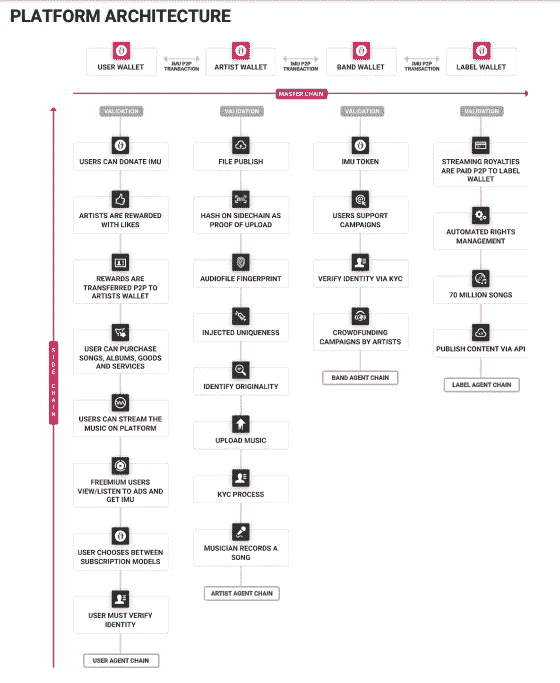 PLATFORM ARCHITECTURE
USER WALLET
IMU P2P
TRANSACTION
ARTIST WALLET
IMU P2P
TRANSACTION
BAND WALLET
IMU P2P
TRANSACTION
LABEL WALLET
MASTER CHAIN
VALIDATION
VALIDATION
VALIDATION
VALIDATION
SIDE CHAIN
USERS CAN DONATE IMU
ARTISTS ARE REWARDED
WITH LIKES
REWARDS ARE
TRANSFERRED P2P TO
ARTISTS WALLET
USER CAN PURCHASE
SONGS, ALBUMS, GOODS
AND SERVICES
USERS CAN STREAM THE
MUSIC ON PLATFORM
FREEMIUM USERS
VIEW/LISTEN TO ADS AND
GET IMU
USER CHOOSES BETWEEN
SUBSCRIPTION MODELS
USER MUST VERIFY
IDENTITY
USER AGENT CHAIN
FILE PUBLISH
HASH ON SIDECHAIN AS
PROOF OF UPLOAD
AUDIOFILE FINGERPRINT
INJECTED UNIQUENESS
IDENTIFY ORIGINALITY
UPLOAD MUSIC
KYC PROCESS
MUSICIAN RECORDS A
SONG
ARTIST AGENT CHAIN
IMU TOKEN
USERS SUPPORT
CAMPAIGNS
VERIFY IDENTITY VIA KYC
CROWDFUNDING
CAMPAIGNS BY ARTISTS
BAND AGENT CHAIN
STREAMING ROYALTIES
ARE PAID P2P TO LABEL
WALLET
AUTOMATED RIGHTS
MANAGEMENT
70 MILLION SONGS
PUBLISH CONTENT VIA API
LABEL AGENT CHAIN